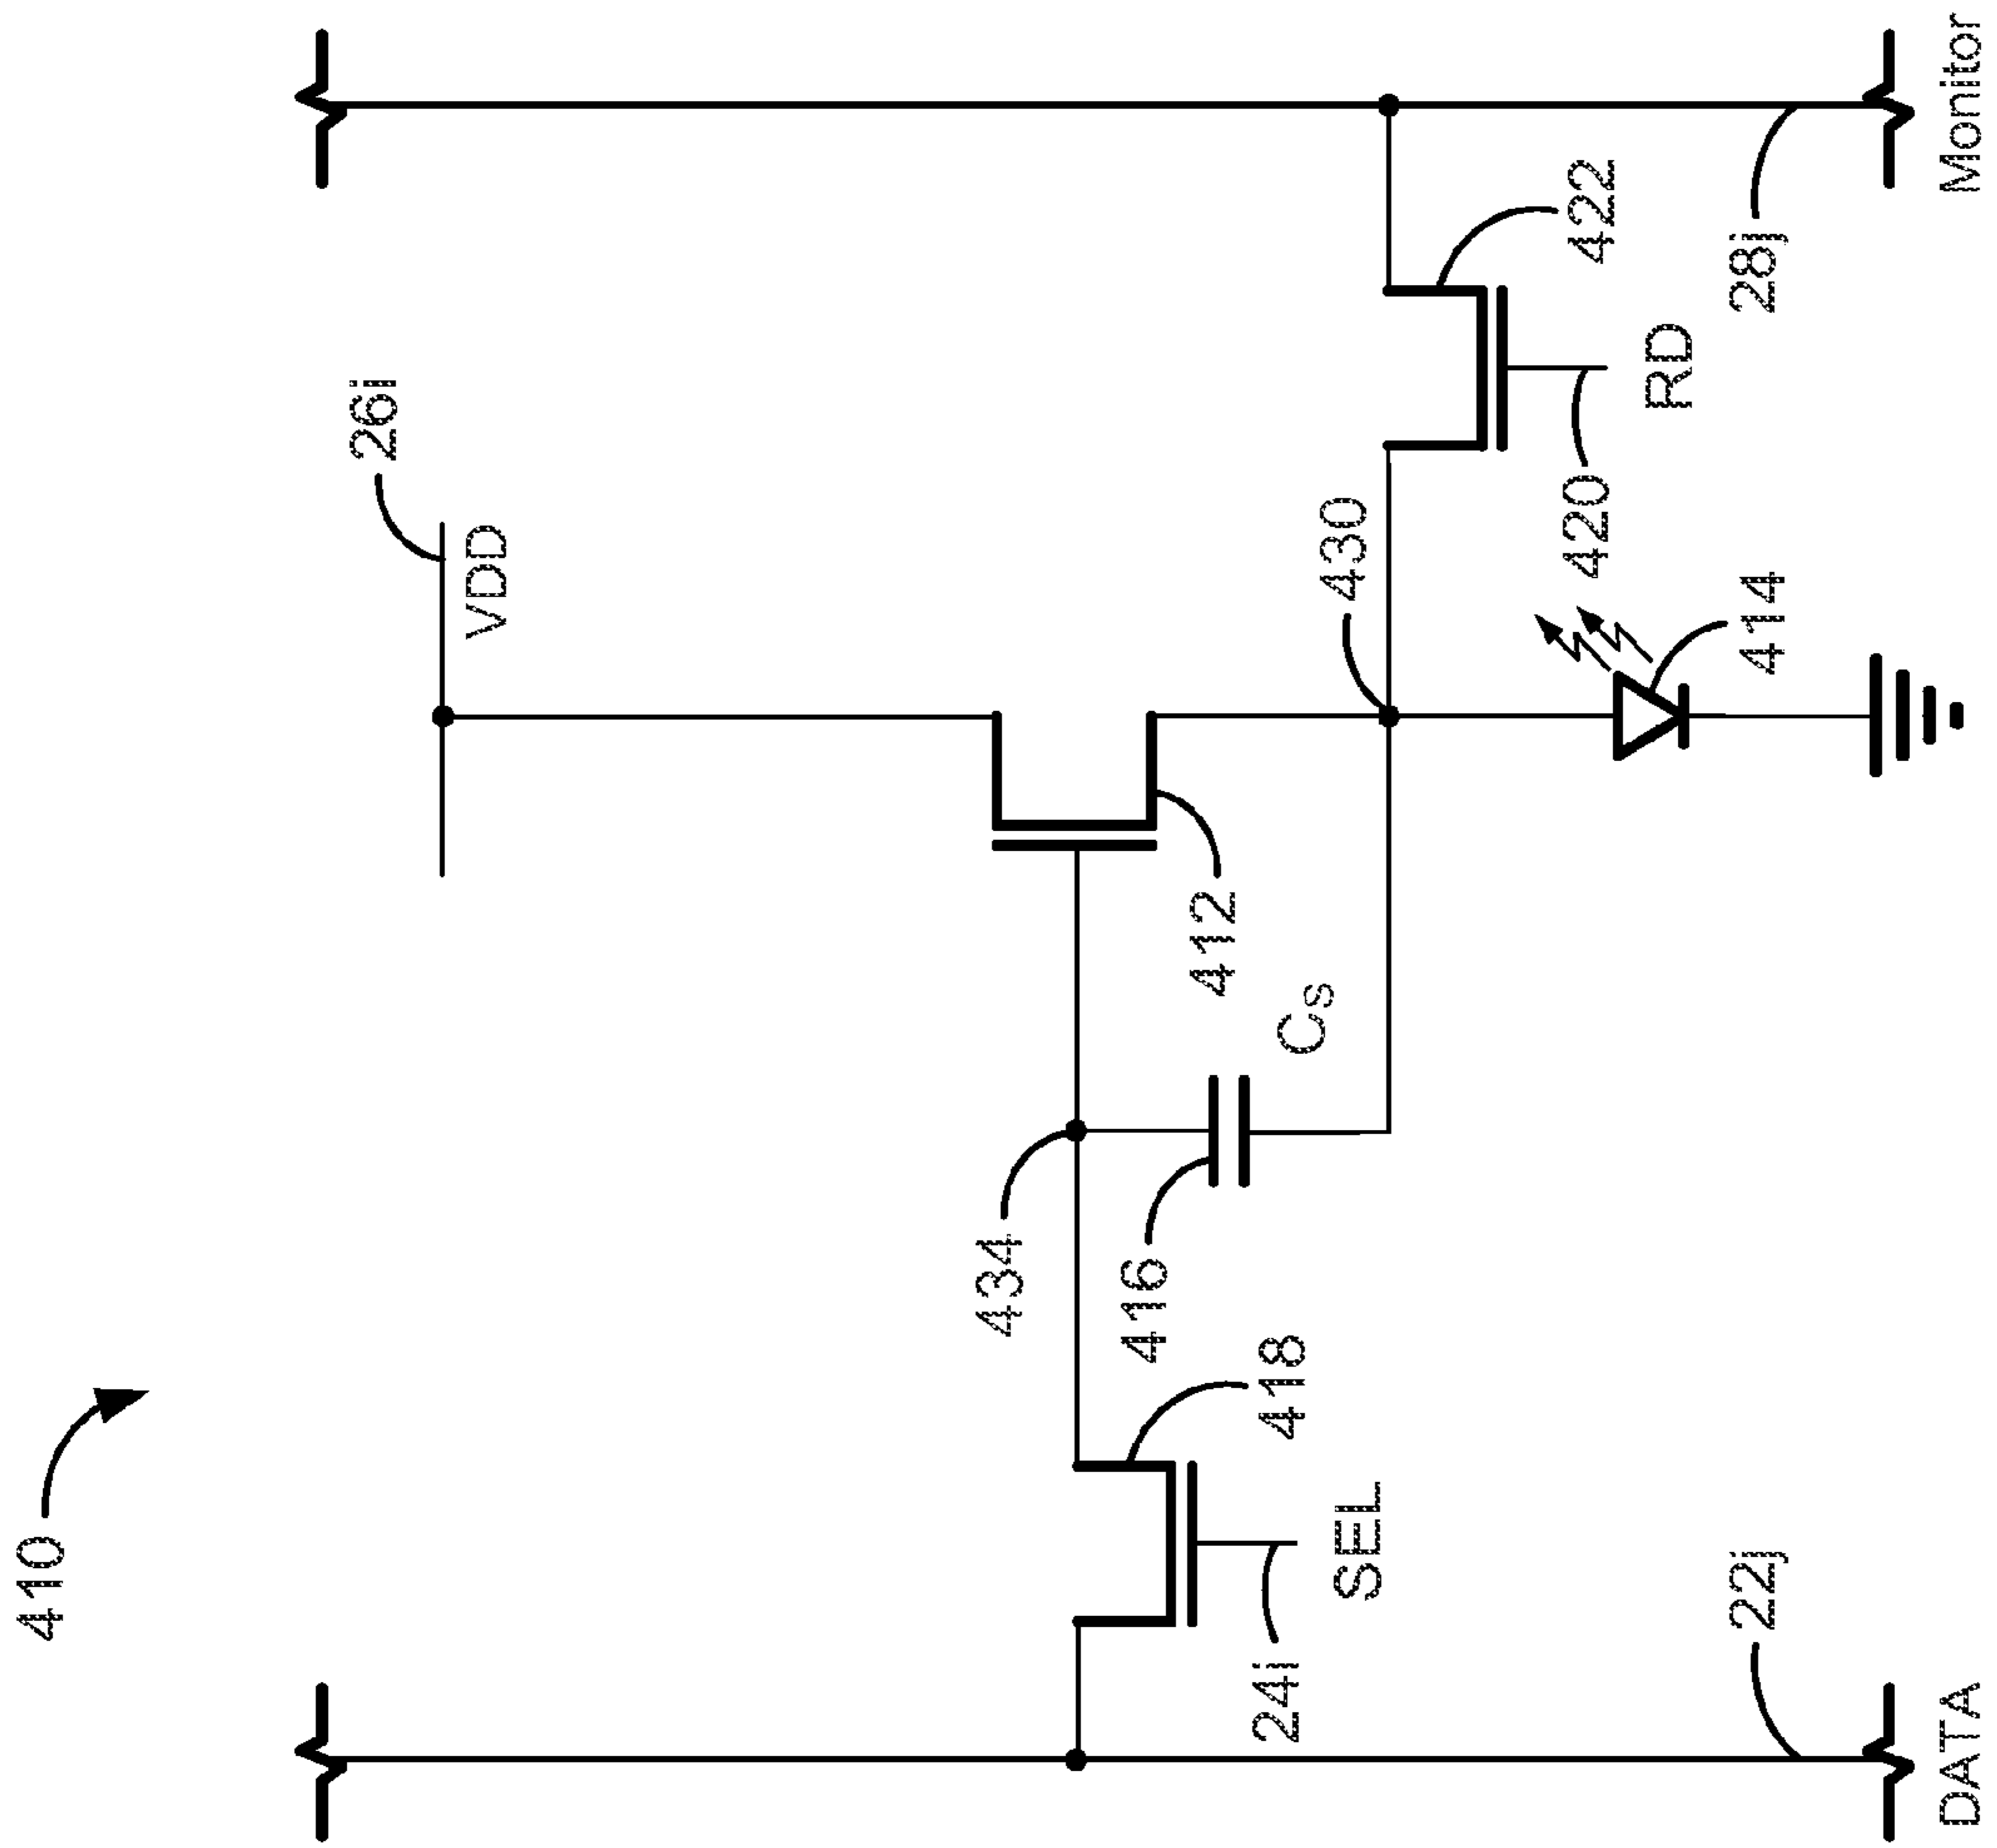 410
26i
VDD
434
416
Cs
412
430
418
24i
SEL
422
420
RD
414
22j
28j
DATA
Monitor